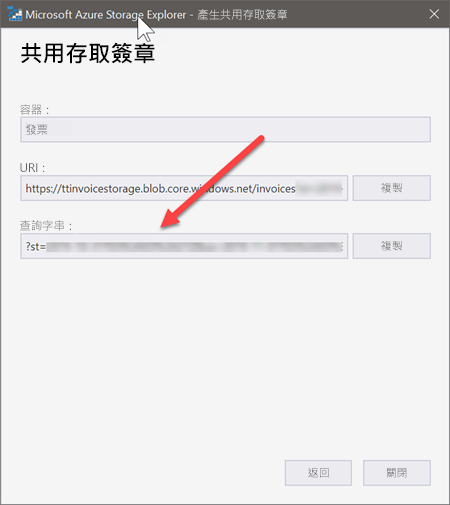 Microsoft Azure Storage Explorer - 產生共用存取簽章
共用存取簽章
容器：
發票
URI：
https://ttinvoicestorage.blob.core.windows.net/invoices
複製
查詢字串：
?st=
複製
返回
關閉